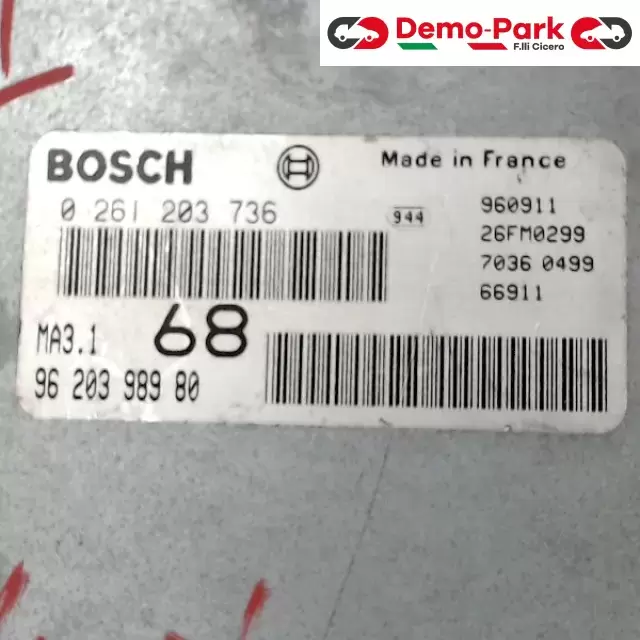 Demo-Park
F.lli Cicero
BOSCH
Made in France
0 261 203 736
944
960911
26FM0299
7036 0499
66911
MA3.1
68
96 203 989 80